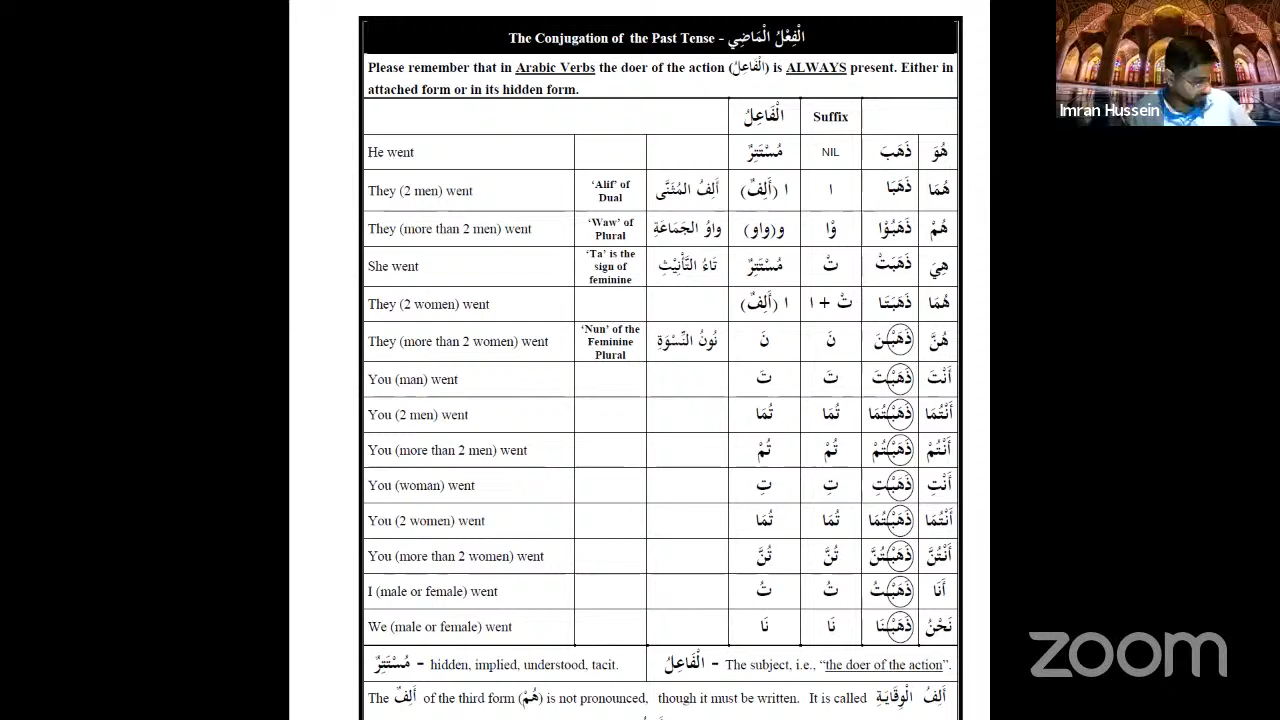 The Conjugation of the Past Tense - الْفِعْلُ الْمَاضِي
Please remember that in Arabic Verbs the doer of the action (الْفَاعِلُ) is ALWAYS present. Either in
attached form or in its hidden form.
الْفَاعِلُ Suffix
He went مُسْتَتِرٌ NIL ذَهَبَ هُوَ
They (2 men) went 'Alif' of Dual أَلِفُ المُثَنَّى ا (أَلِفٌ) ا ذَهَبَا هُمَا
They (more than 2 men) went 'Waw' of Plural واوُ الجَمَاعَةِ و(واو) وْا ذَهَبُوْا هُمْ
She went 'Ta' is the sign of feminine تَاءُ التَّأْنِيْثِ مُسْتَتِرٌ تْ ذَهَبَتْ هِيَ
They (2 women) went ا (أَلِفٌ) تْ + ا ذَهَبَتَا هُمَا
They (more than 2 women) went 'Nun' of the Feminine Plural نُونُ النِّسْوَةِ نَ نَ ذَهَبْنَ هُنَّ
You (man) went تَ تَ ذَهَبْتَ أَنْتَ
You (2 men) went تُمَا تُمَا ذَهَبْتُمَا أَنْتُمَا
You (more than 2 men) went تُمْ تُمْ ذَهَبْتُمْ أَنْتُمْ
You (woman) went تِ تِ ذَهَبْتِ أَنْتِ
You (2 women) went تُمَا تُمَا ذَهَبْتُمَا أَنْتُمَا
You (more than 2 women) went تُنَّ تُنَّ ذَهَبْتُنَّ أَنْتُنَّ
I (male or female) went تُ تُ ذَهَبْتُ أَنَا
We (male or female) went نَا نَا ذَهَبْنَا نَحْنُ
مُسْتَتِرٌ – hidden, implied, understood, tacit. الْفَاعِلُ – The subject, i.e., "the doer of the action".
The أَلِفٌ of the third form (هُمْ) is not pronounced, though it must be written. It is called أَلِفُ الْوِقَايَةِ
Imran Hussein
zoom